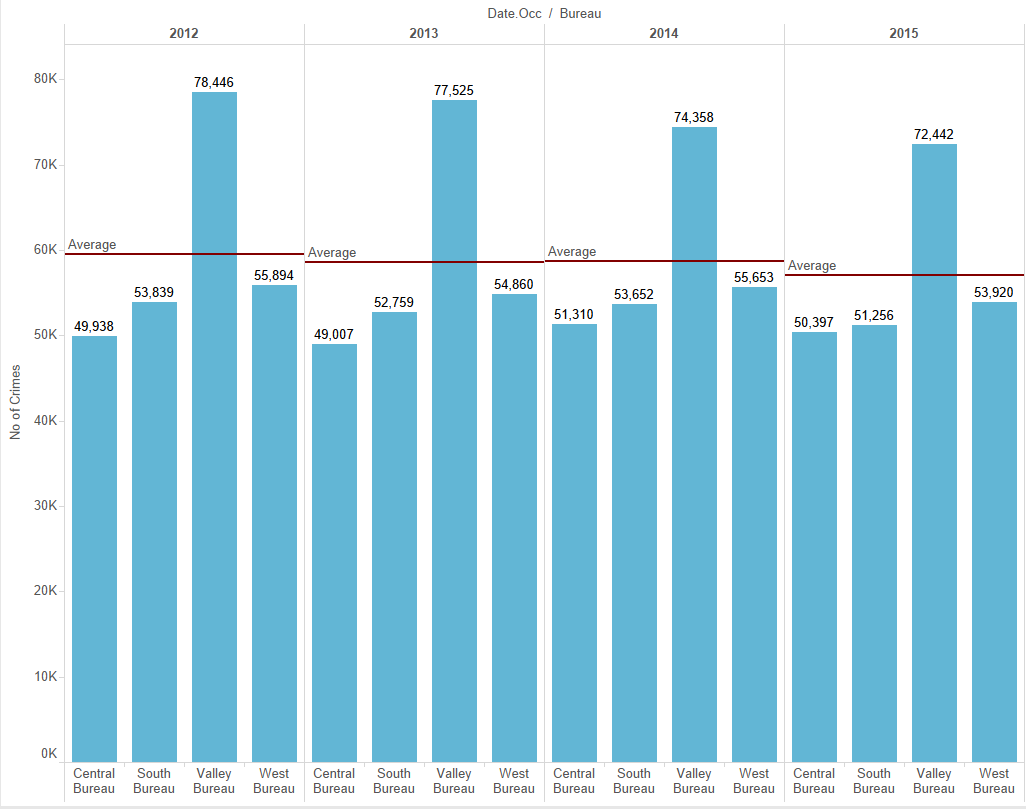 Date.Occ / Bureau
2012 2013 2014 2015
No of Crimes
80K
70K
60K
50K
40K
30K
20K
10K
0K
78,446
77,525
74,358
72,442
Average
Average
Average
Average
49,938 53,839 55,894
49,007 52,759 54,860
51,310 53,652 55,653
50,397 51,256 53,920
Central South Valley West Central South Valley West Central South Valley West Central South Valley West
Bureau Bureau Bureau Bureau Bureau Bureau Bureau Bureau Bureau Bureau Bureau Bureau Bureau Bureau Bureau Bureau